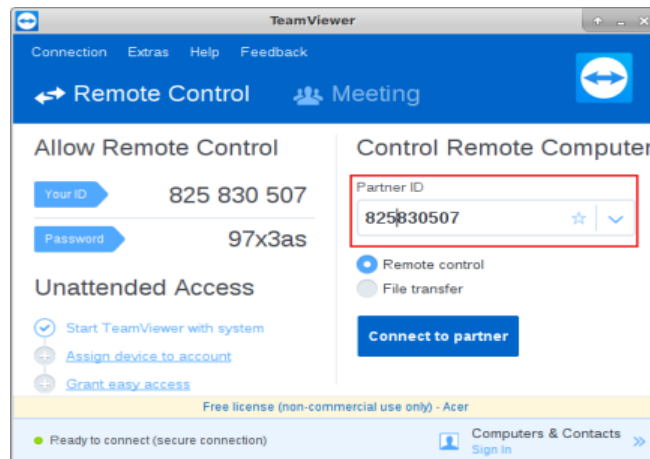 TeamViewer
Connection Extras Help Feedback
Remote Control Meeting
Allow Remote Control
Your ID 825 830 507
Password 97x3as
Unattended Access
Start TeamViewer with system
Assign device to account
Grant easy access
Control Remote Computer
Partner ID
825830507
Remote control
File transfer
Connect to partner
Free license (non-commercial use only) - Acer
Ready to connect (secure connection)
Computers & Contacts
Sign In